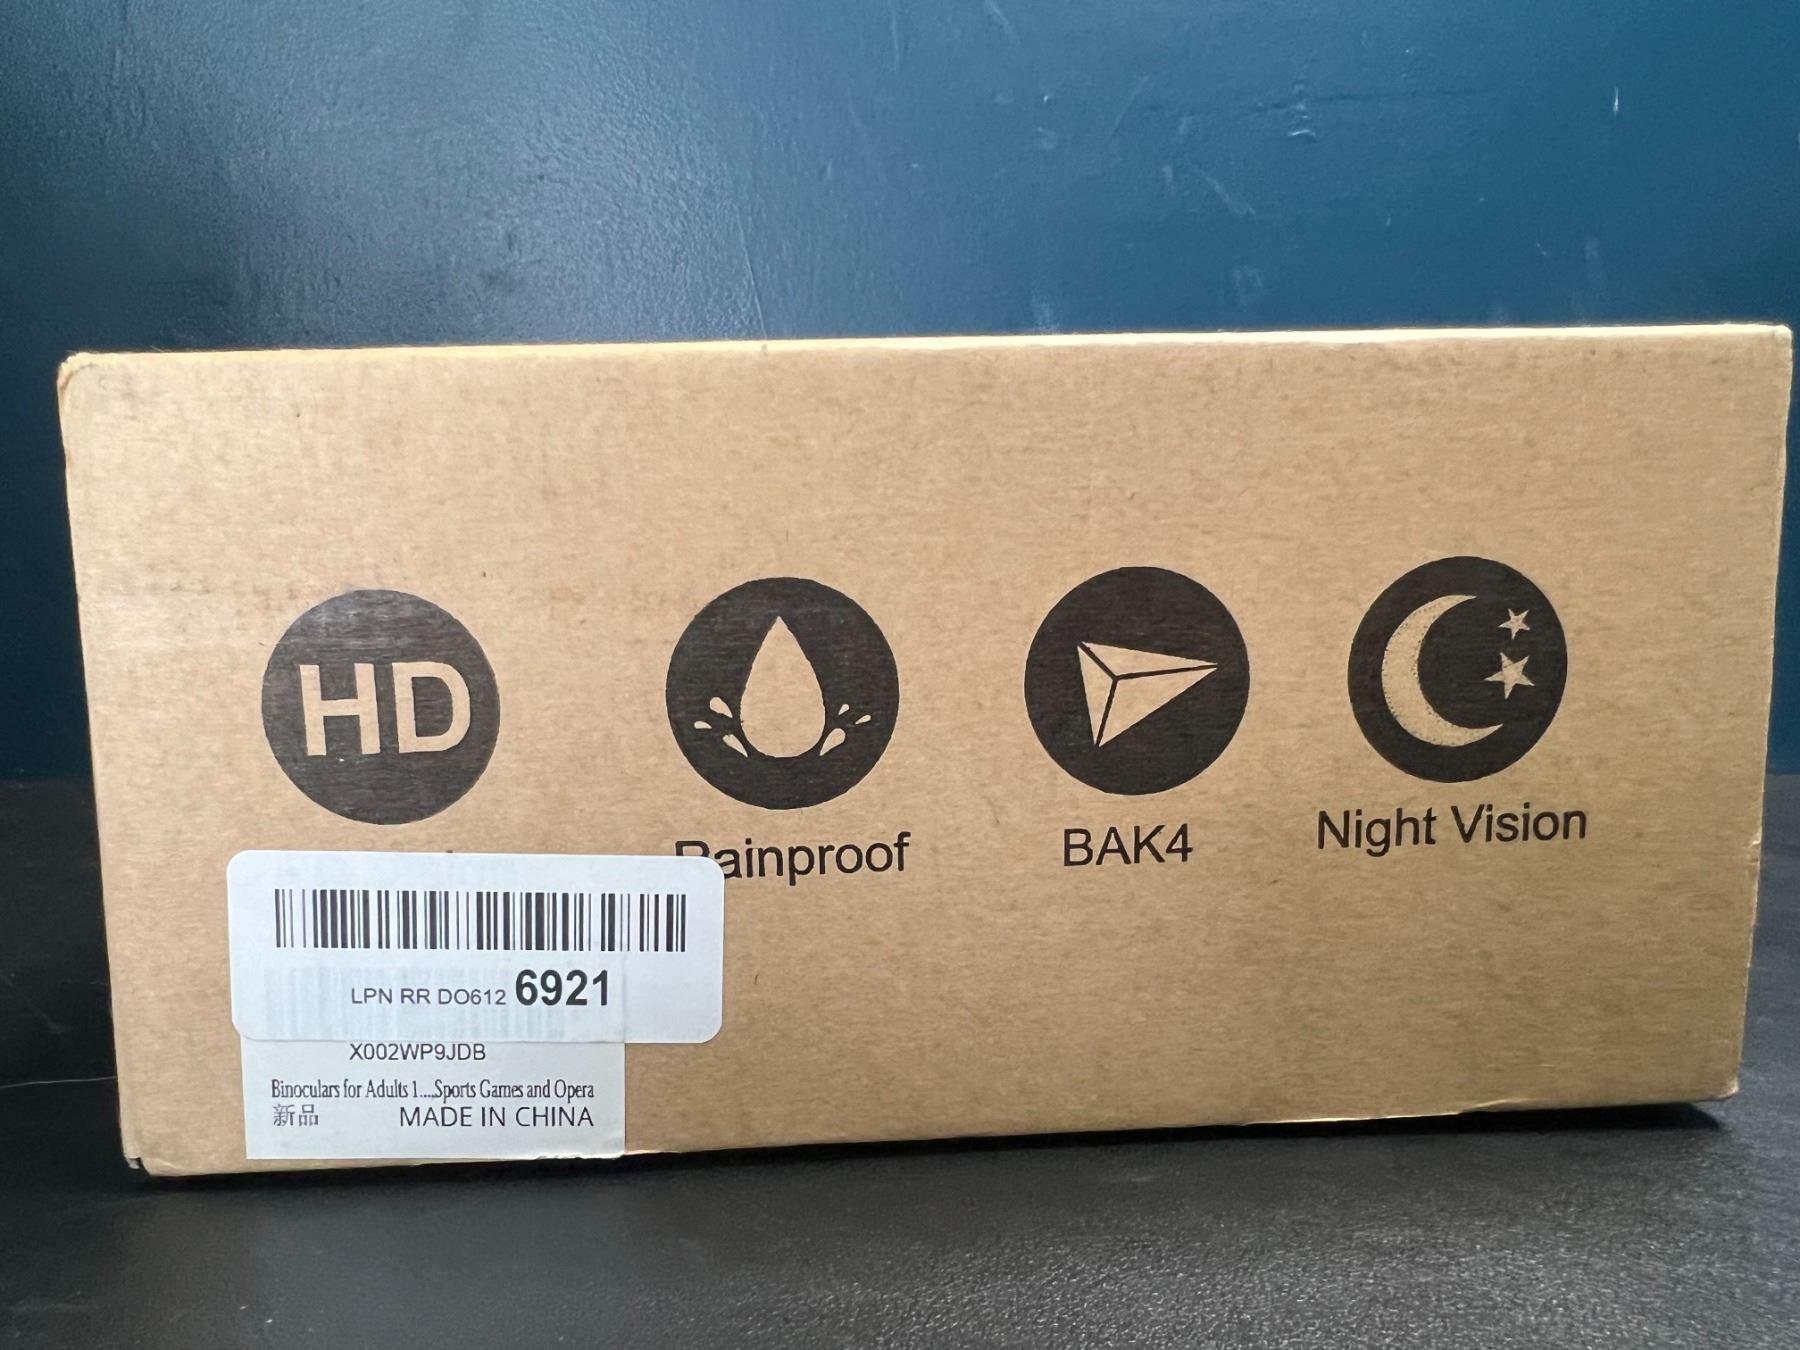 HD
Rainproof
BAK4
Night Vision
LPN RR DO612 6921
X002WP9JDB
Binoculars for Adults 1....Sports Games and Opera
新品 MADE IN CHINA